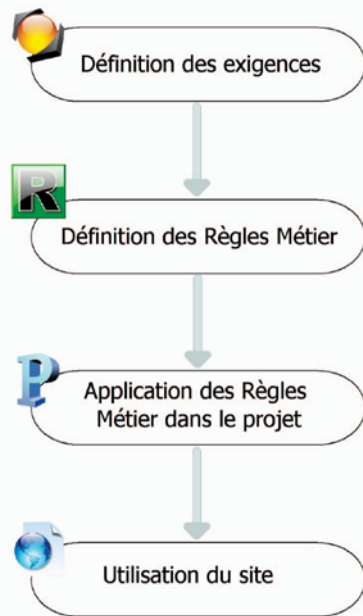 Définition des exigences
R
Définition des Règles Métier
P
Application des Règles
Métier dans le projet
Utilisation du site